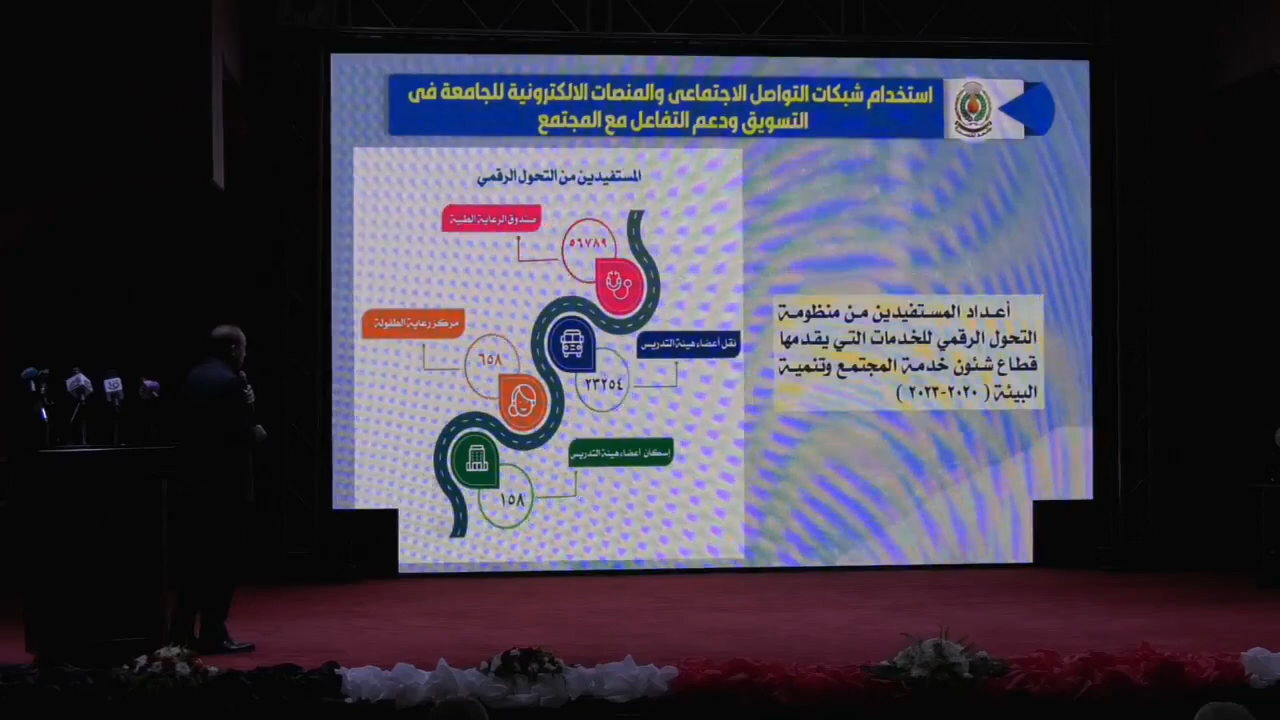 استخدام شبكات التواصل الاجتماعى والمنصات الالكترونية للجامعة فى
التسويق ودعم التفاعل مع المجتمع
المستفيدين من التحول الرقمي
صندوق الرعاية الطبية
٥٦٧٨٩
مركز رعاية الطفولة
٦٥٨
نقل أعضاء هيئة التدريس
٢٣٢٥٤
إسكان أعضاء هيئة التدريس
١٥٨
أعداد المستفيدين من منظومة
التحول الرقمي للخدمات التي يقدمها
قطاع شئون خدمة المجتمع وتنمية
البيئة ( ٢٠٢٠-٢٠٢٣ )